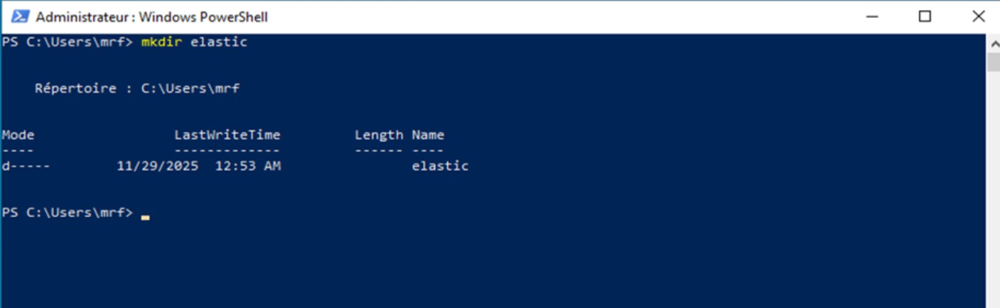 Administrateur : Windows PowerShell
PS C:\Users\mrf> mkdir elastic
Répertoire : C:\Users\mrf
Mode LastWriteTime Length Name
---- ------------- ------ ----
d----- 11/29/2025 12:53 AM elastic
PS C:\Users\mrf>